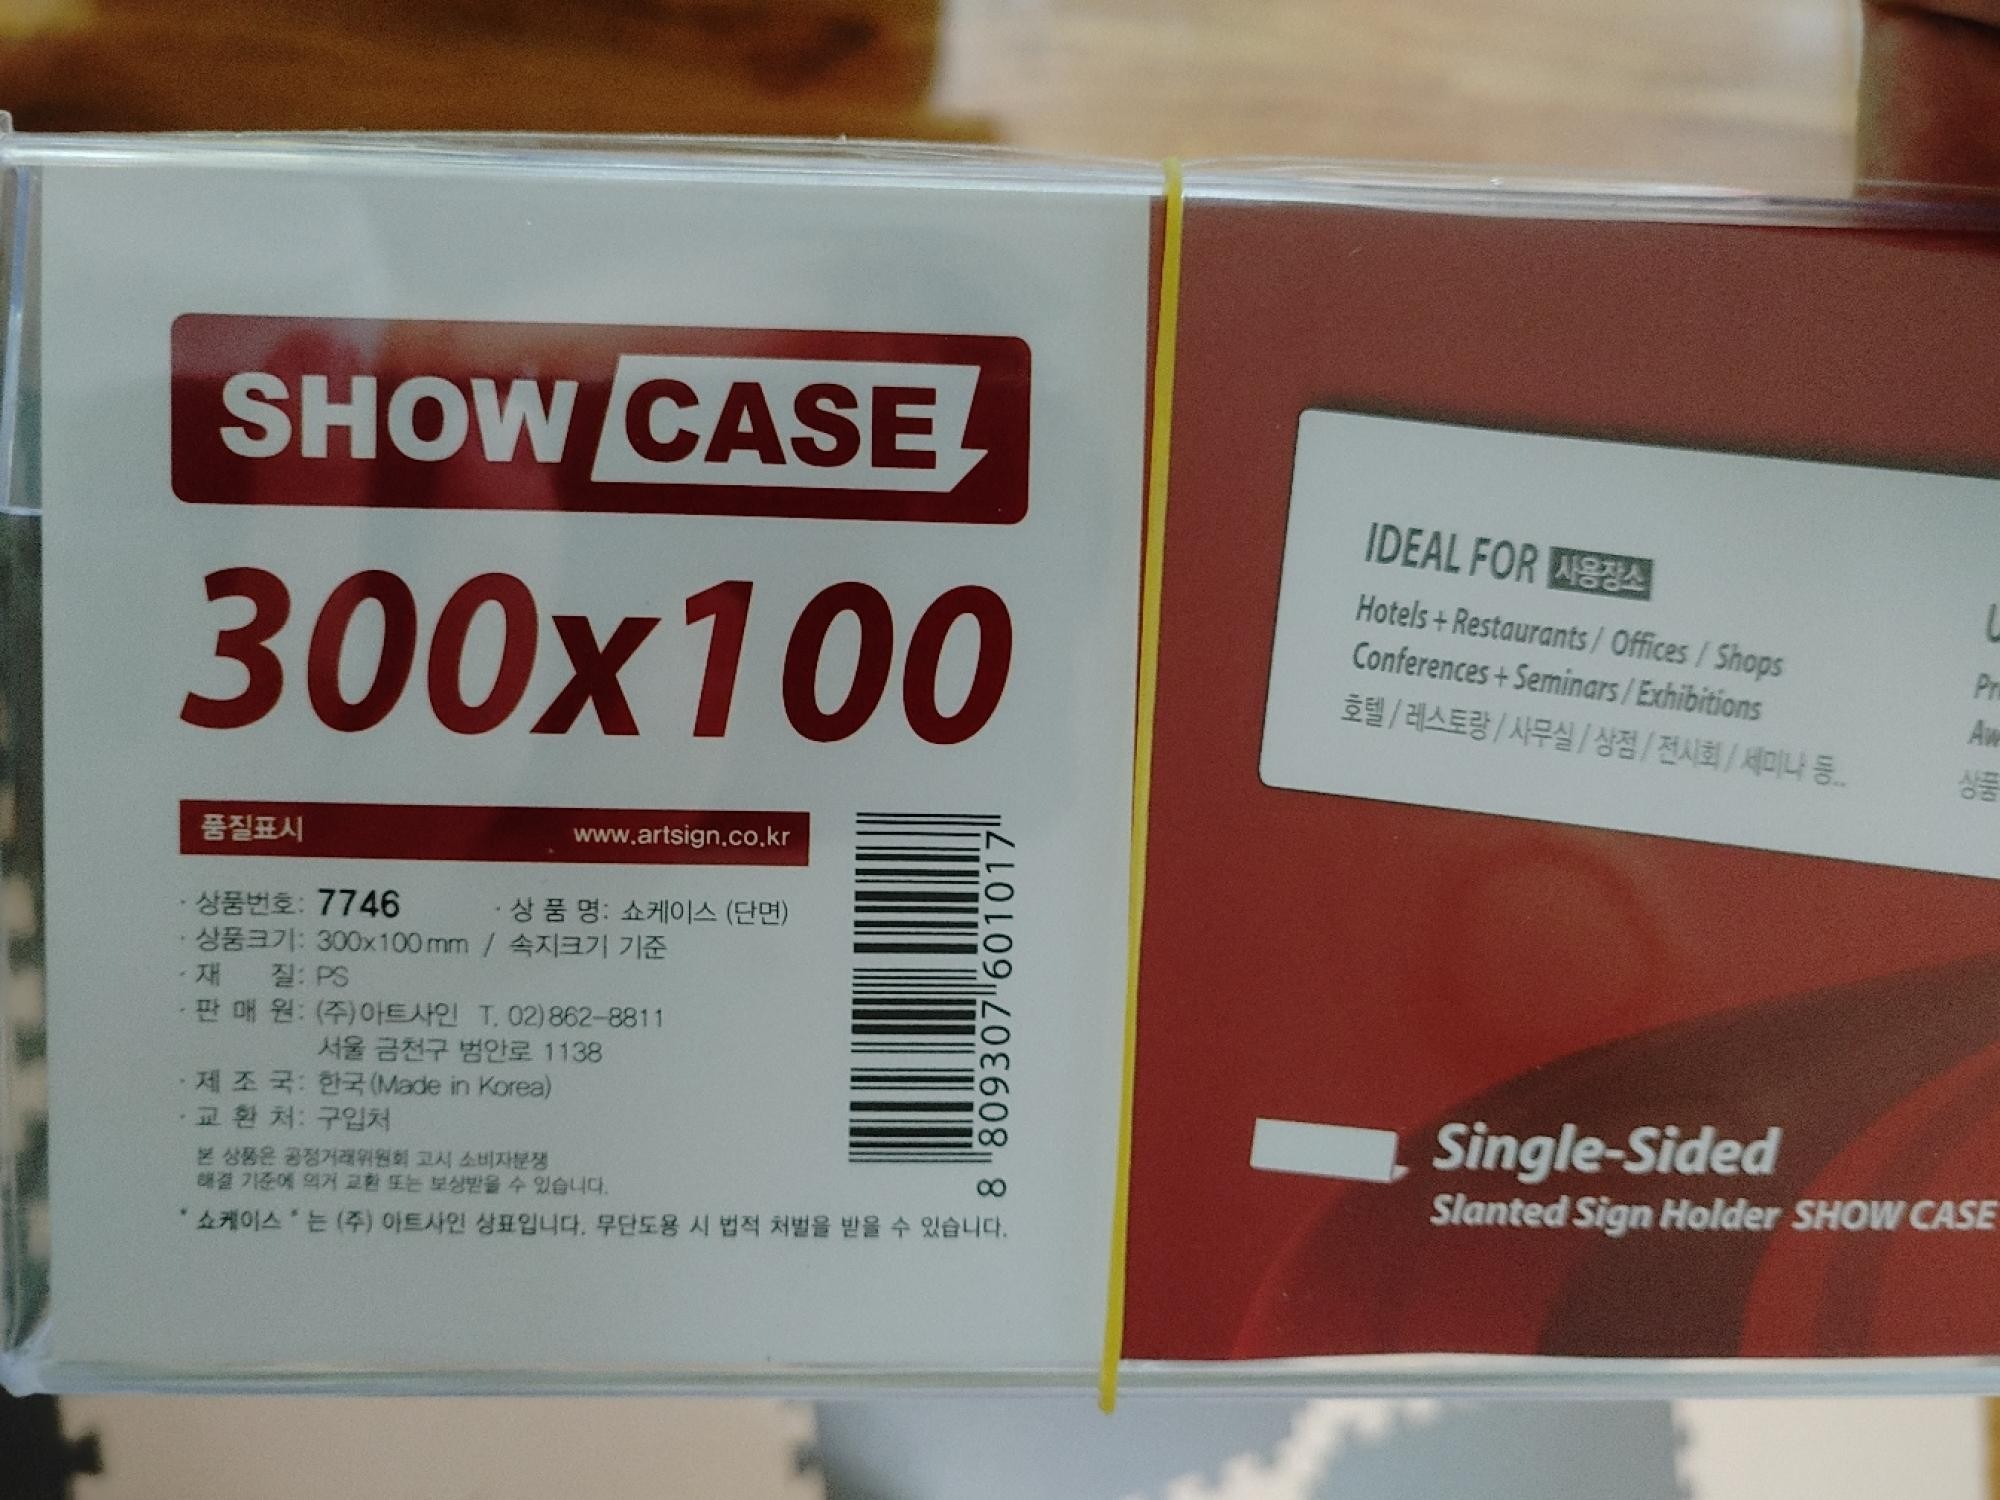 SHOW CASE
300x100
품질표시 www.artsign.co.kr
· 상품번호: 7746 · 상 품 명: 쇼케이스 (단면)
· 상품크기: 300x100mm / 속지크기 기준
· 재 질: PS
· 판 매 원: (주)아트사인 T. 02)862-8811
서울 금천구 범안로 1138
· 제 조 국: 한국(Made in Korea)
· 교 환 처: 구입처
본 상품은 공정거래위원회 고시 소비자분쟁
해결 기준에 의거 교환 또는 보상받을 수 있습니다.
" 쇼케이스 " 는 (주) 아트사인 상표입니다. 무단도용 시 법적 처벌을 받을 수 있습니다.
8 809307 601017
IDEAL FOR 사용장소
Hotels + Restaurants / Offices / Shops
Conferences + Seminars / Exhibitions
호텔 / 레스토랑 / 사무실 / 상점 / 전시회 / 세미나 등..
상품
Single-Sided
Slanted Sign Holder SHOW CASE